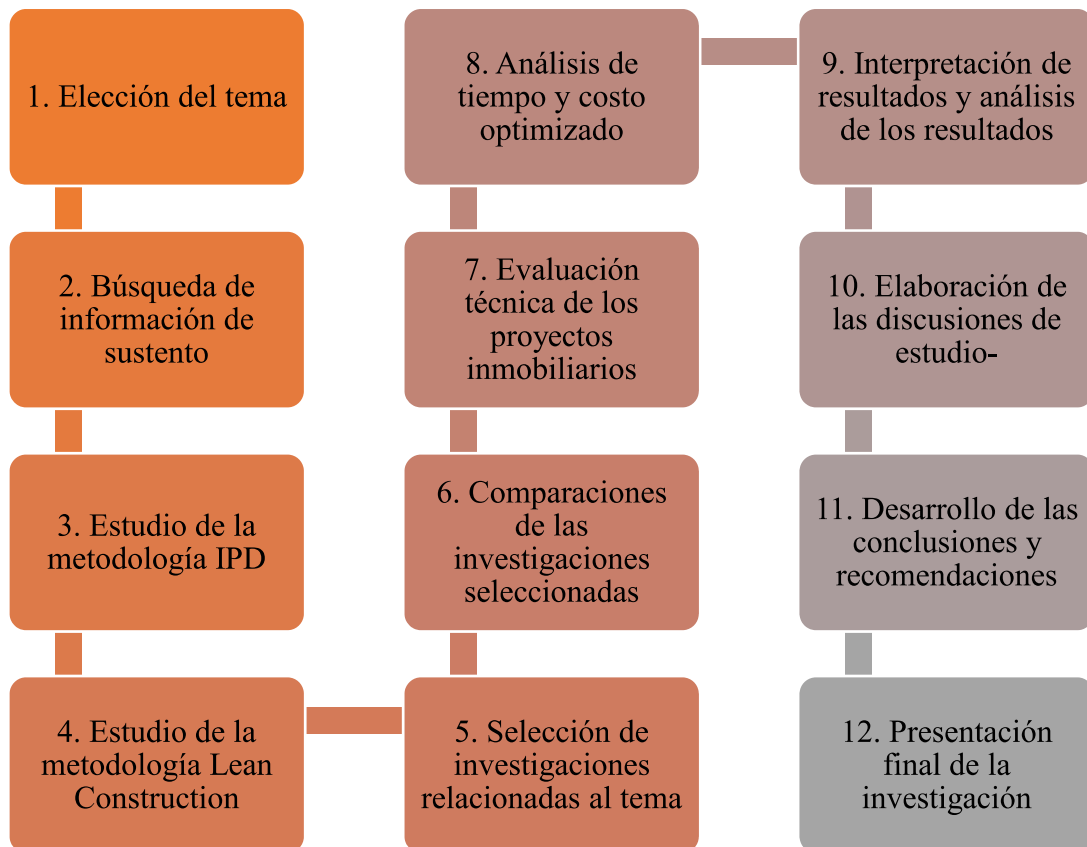 1. Elección del tema
2. Búsqueda de
información de
sustento
3. Estudio de la
metodología IPD
4. Estudio de la
metodología Lean
Construction
5. Selección de
investigaciones
relacionadas al tema
6. Comparaciones
de las
investigaciones
seleccionadas
7. Evaluación
técnica de los
proyectos
inmobiliarios
8. Análisis de
tiempo y costo
optimizado
9. Interpretación de
resultados y análisis
de los resultados
10. Elaboración de
las discusiones de
estudio-
11. Desarrollo de las
conclusiones y
recomendaciones
12. Presentación
final de la
investigación